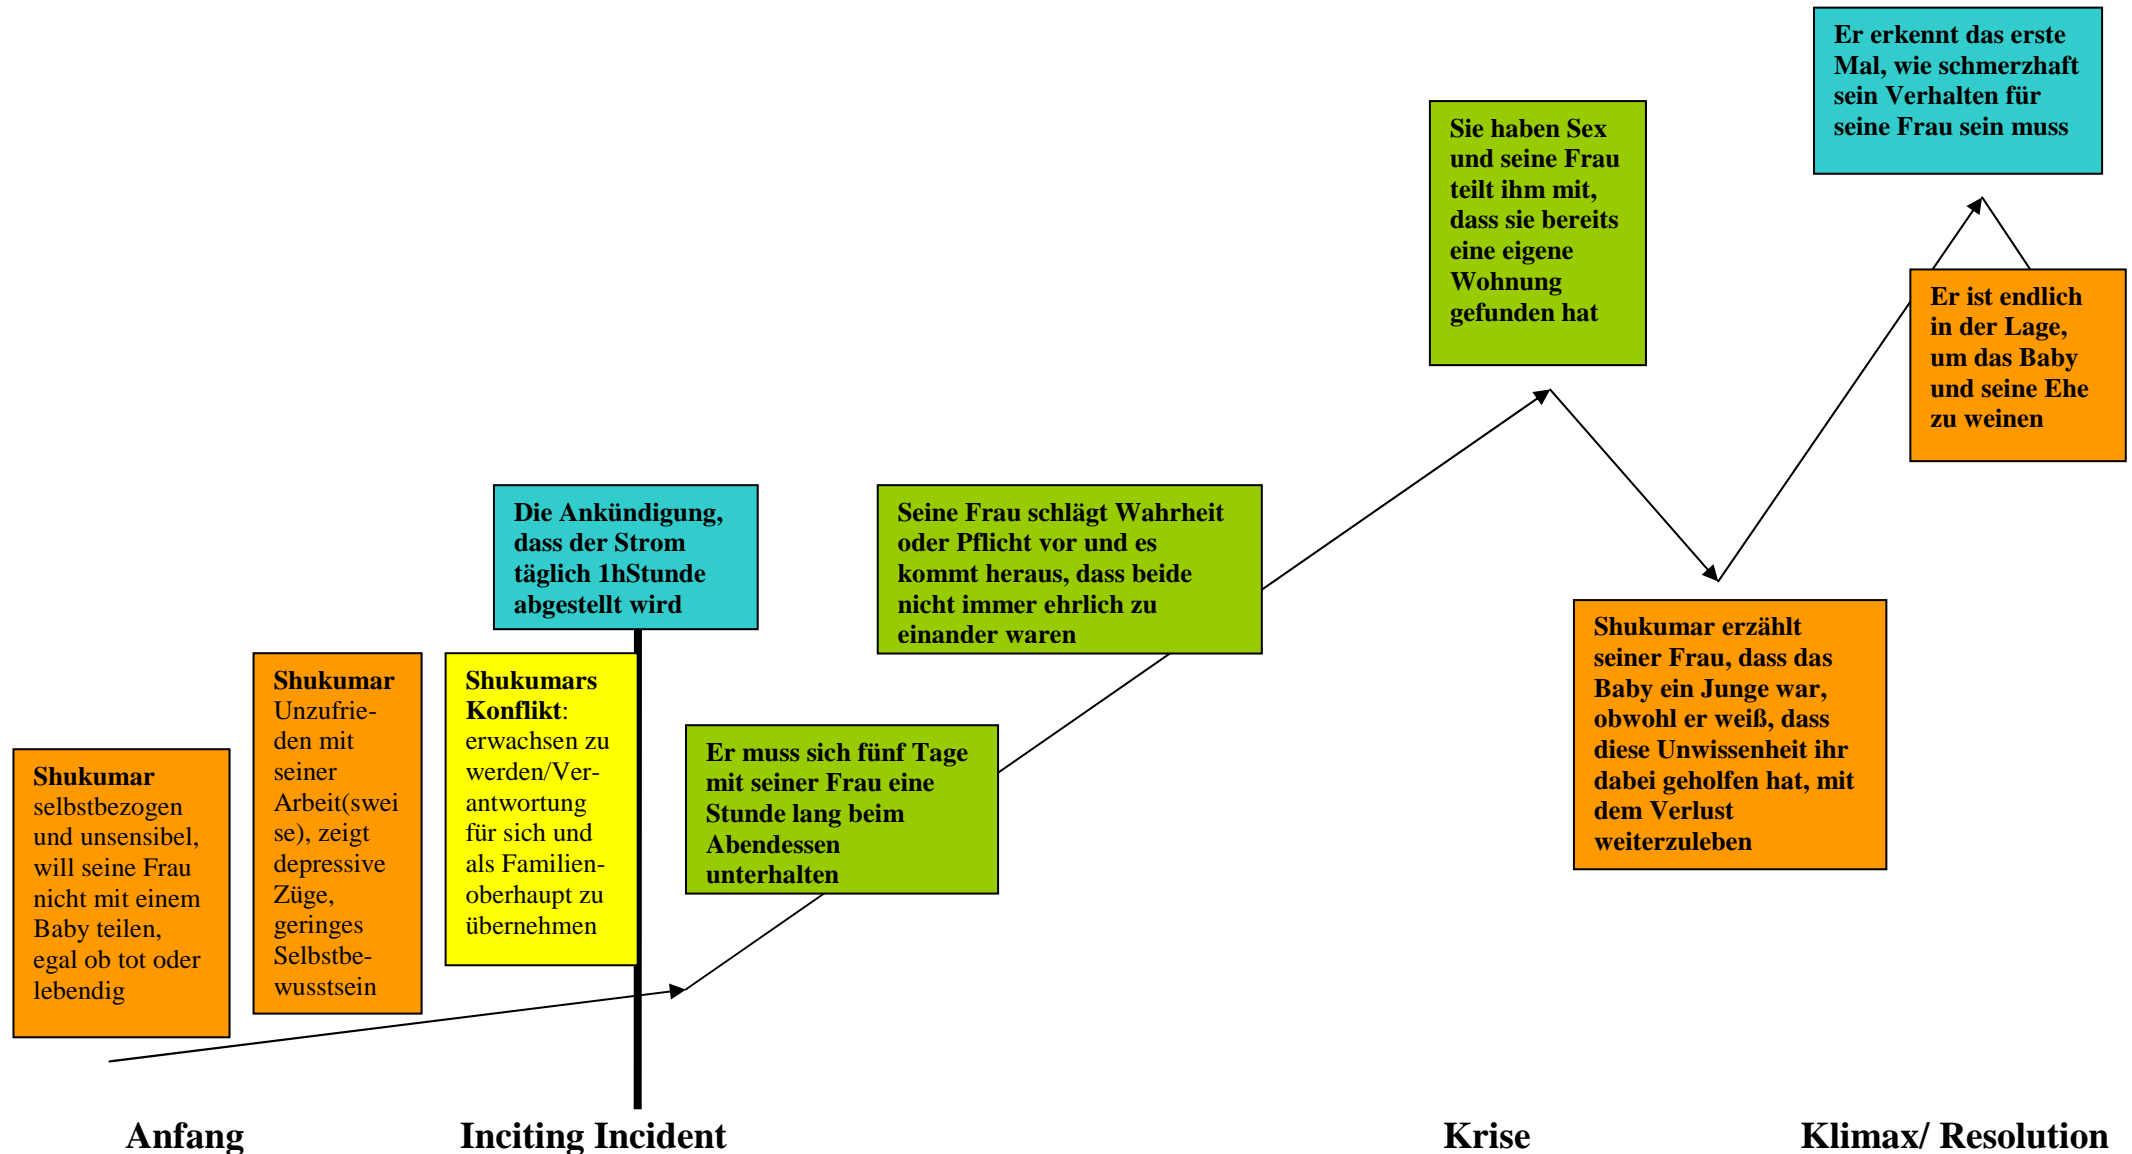 Shukumar
selbstbezogen
und unsensibel,
will seine Frau
nicht mit einem
Baby teilen,
egal ob tot oder
lebendig
Shukumar
Unzufrie-
den mit
seiner
Arbeit(swei
se), zeigt
depressive
Züge,
geringes
Selbstbe-
wusstsein
Shukumars
Konflikt:
erwachsen zu
werden/Ver-
antwortung
für sich und
als Familien-
oberhaupt zu
übernehmen
Die Ankündigung,
dass der Strom
täglich 1hStunde
abgestellt wird
Er muss sich fünf Tage
mit seiner Frau eine
Stunde lang beim
Abendessen
unterhalten
Seine Frau schlägt Wahrheit
oder Pflicht vor und es
kommt heraus, dass beide
nicht immer ehrlich zu
einander waren
Sie haben Sex
und seine Frau
teilt ihm mit,
dass sie bereits
eine eigene
Wohnung
gefunden hat
Shukumar erzählt
seiner Frau, dass das
Baby ein Junge war,
obwohl er weiß, dass
diese Unwissenheit ihr
dabei geholfen hat, mit
dem Verlust
weiterzuleben
Er erkennt das erste
Mal, wie schmerzhaft
sein Verhalten für
seine Frau sein muss
Er ist endlich
in der Lage,
um das Baby
und seine Ehe
zu weinen
Anfang
Inciting Incident
Krise
Klimax/ Resolution